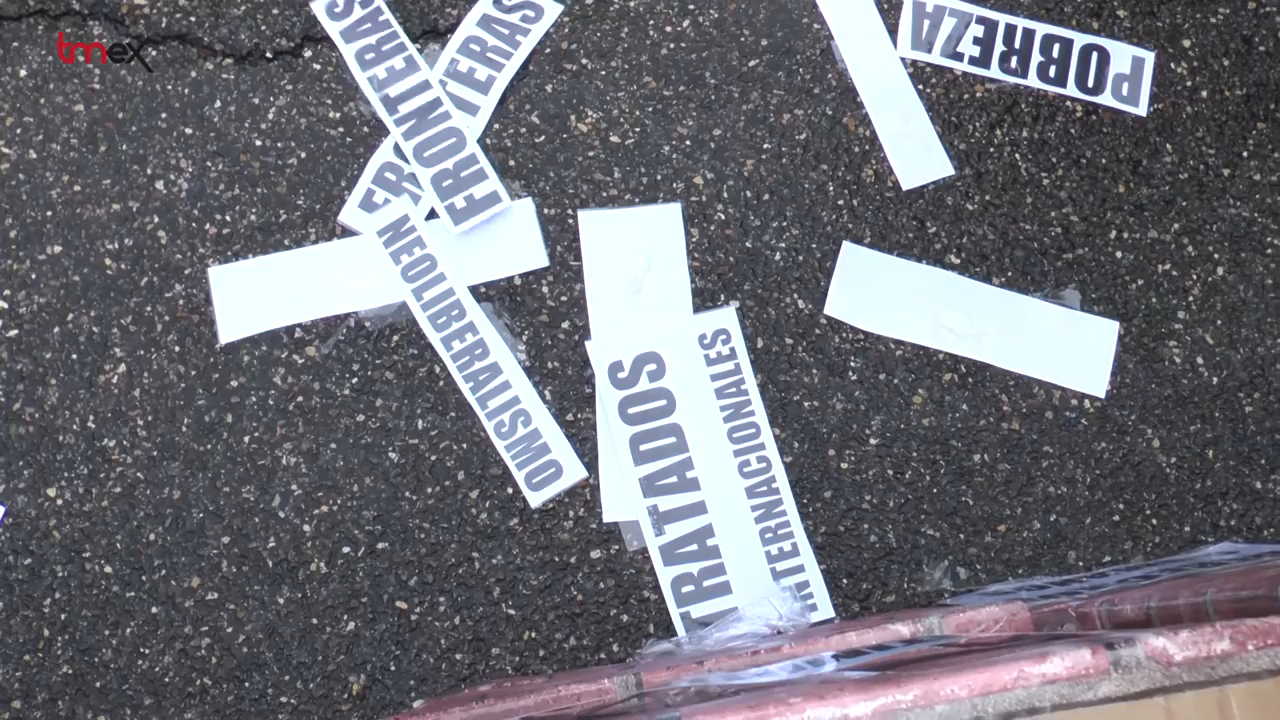 tmex
POBREZA
FRONTERAS
FRONTERAS
NEOLIBERALISMO
TRATADOS
INTERNACIONALES